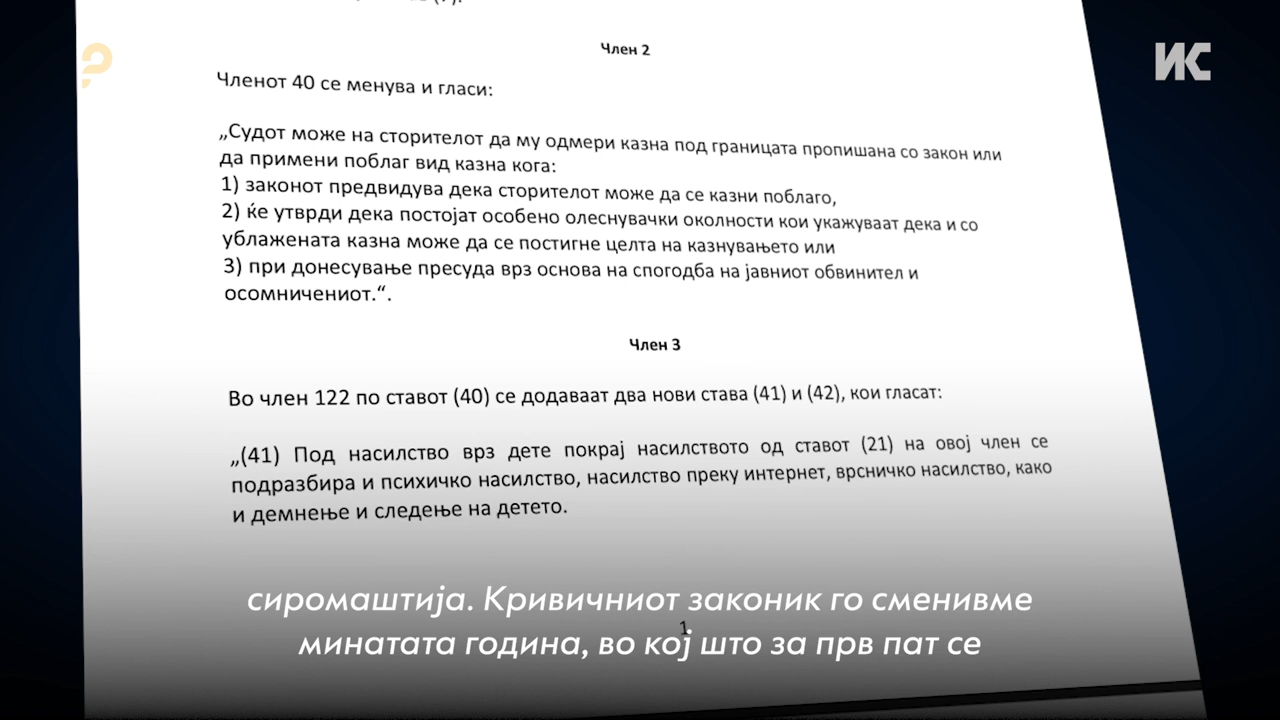 Член 2
ИС
Членот 40 се менува и гласи:
„Судот може на сторителот да му одмери казна под границата пропишана со закон или
да примени поблаг вид казна кога:
1) законот предвидува дека сторителот може да се казни поблаго,
2) ќе утврди дека постојат особено олеснувачки околности кои укажуваат дека и со
ублажената казна може да се постигне целта на казнувањето или
3) при донесување пресуда врз основа на спогодба на јавниот обвинител и
осомничениот.“.
Член 3
Во член 122 по ставот (40) се додаваат два нови става (41) и (42), кои гласат:
„(41) Под насилство врз дете покрај насилството од ставот (21) на овој член се
подразбира и психичко насилство, насилство преку интернет, врсничко насилство, како
и демнење и следење на детето.
сиромаштија. Кривичниот законик го сменивме
1
минатата година, во кој што за прв пат се